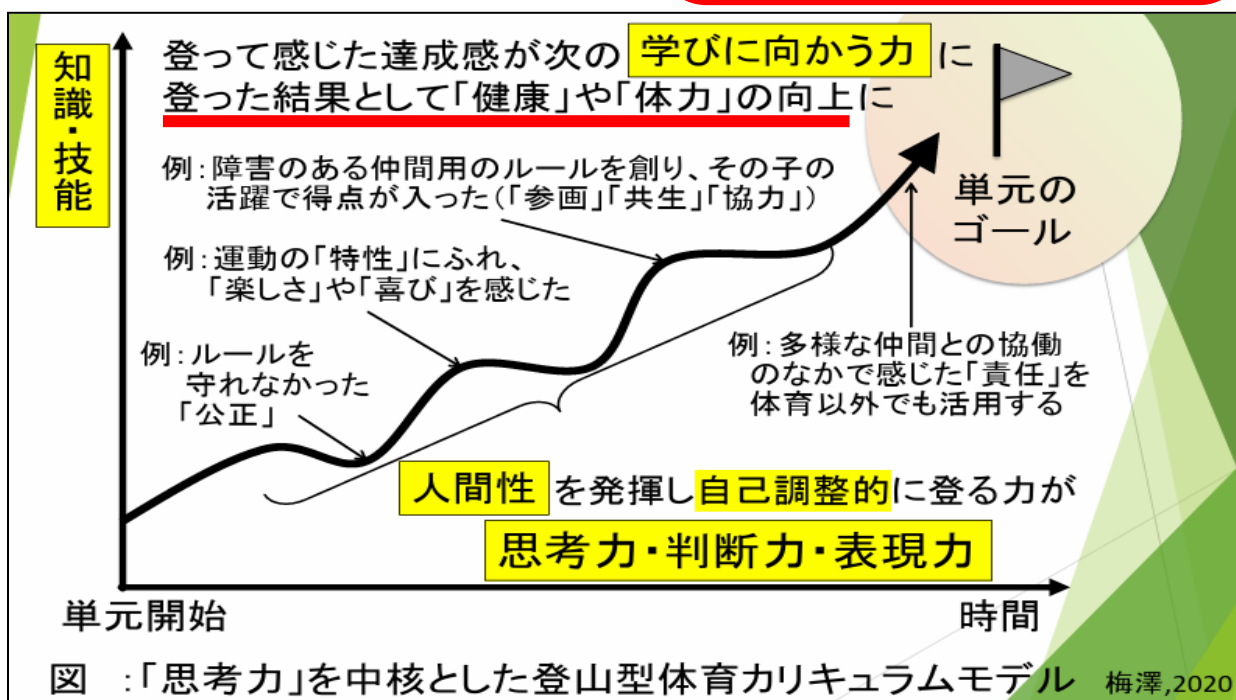 知識・技能
登って感じた達成感が次の 学びに向かう力 に
登った結果として「健康」や「体力」の向上に
例：障害のある仲間用のルールを創り、その子の
活躍で得点が入った（「参画」「共生」「協力」）
単元の
ゴール
例：運動の「特性」にふれ、
「楽しさ」や「喜び」を感じた
例：ルールを
守れなかった
「公正」
例：多様な仲間との協働
のなかで感じた「責任」を
体育以外でも活用する
人間性 を発揮し自己調整的に登る力が
思考力・判断力・表現力
単元開始
時間
図 ：「思考力」を中核とした登山型体育カリキュラムモデル 梅澤,2020